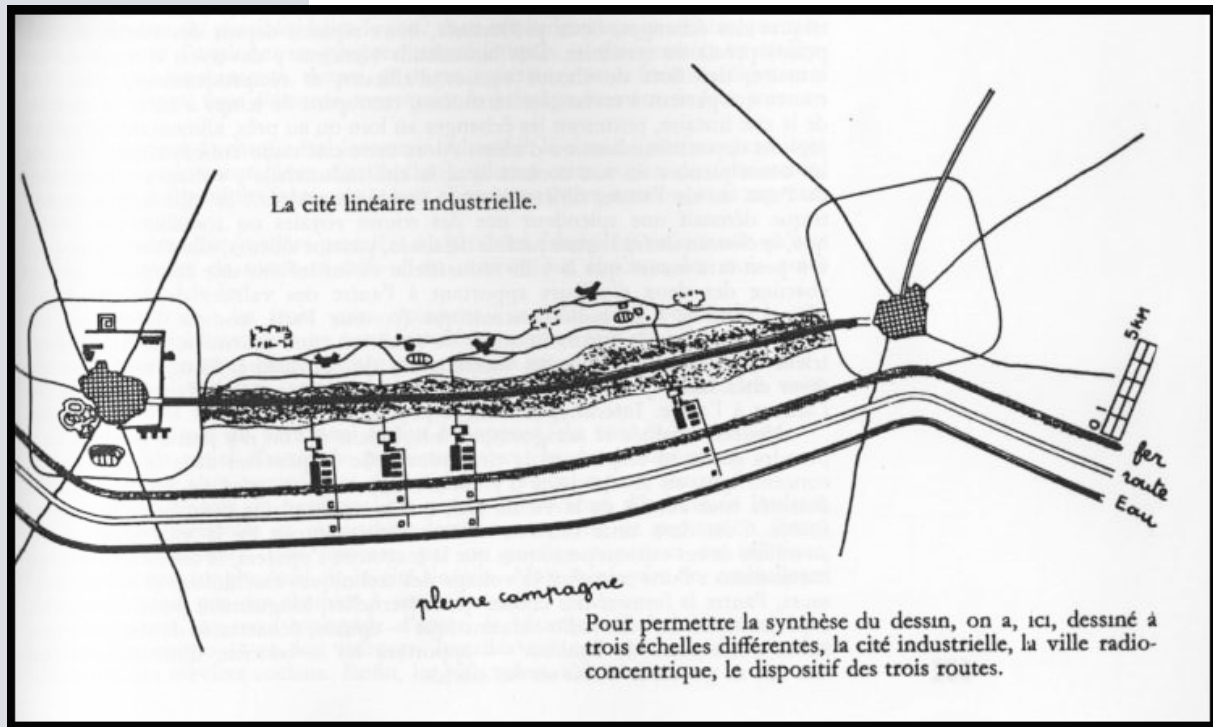 La cité linéaire industrielle.
5 km
0 1
fer
route
Eau
pleine campagne
Pour permettre la synthèse du dessin, on a, ici, dessiné à
trois échelles différentes, la cité industrielle, la ville radio-
concentrique, le dispositif des trois routes.